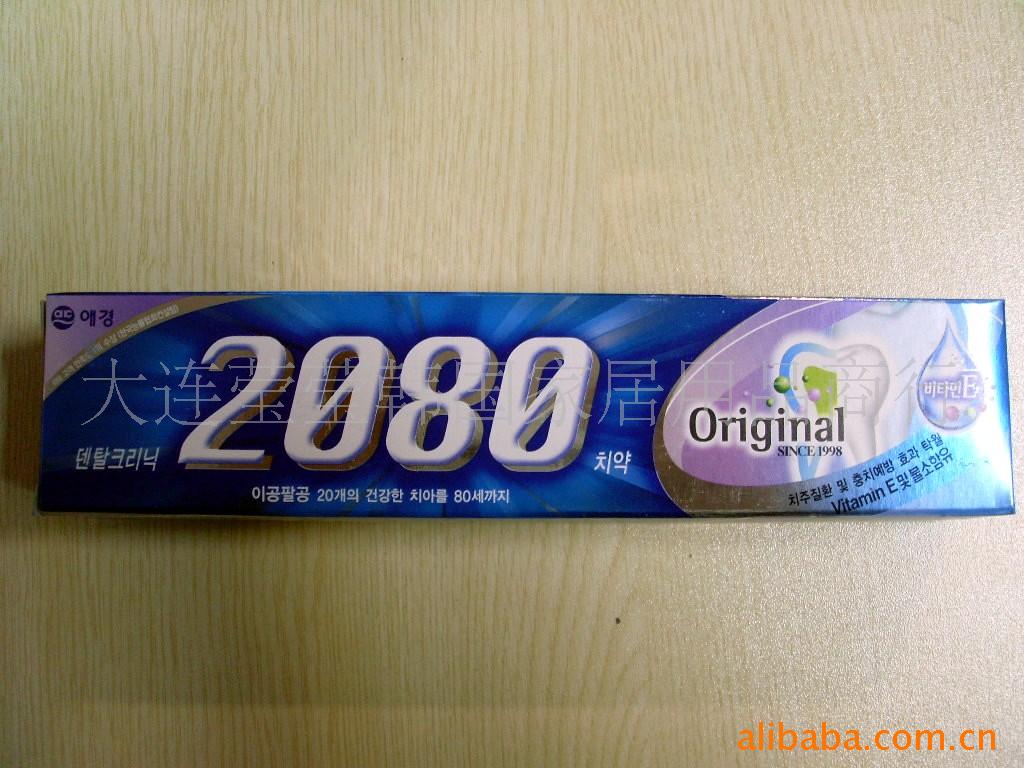 애경
2080
덴탈크리닉
치약
이공팔공 20개의 건강한 치아를 80세까지
Original
SINCE 1998
비타민E
치주질환 및 충치예방 효과 탁월
Vitamin E및불소함유
alibaba.com.cn